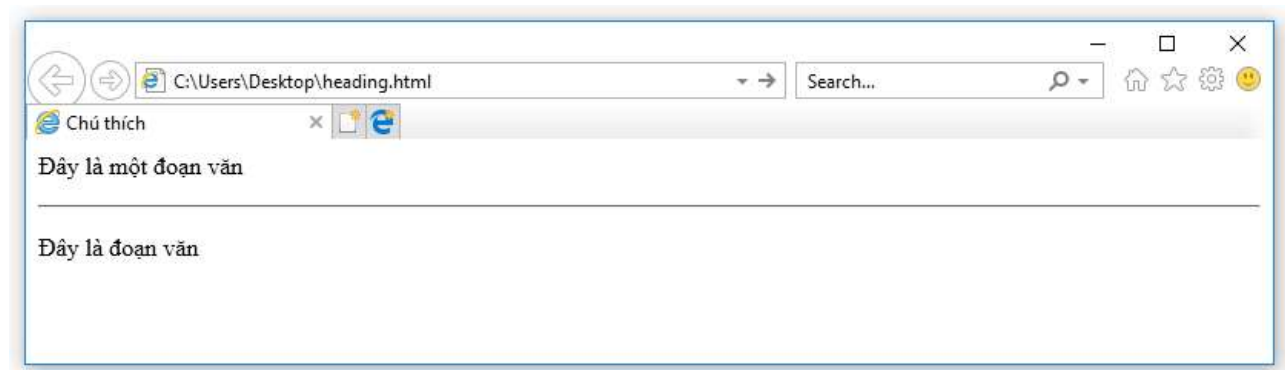 C:\Users\Desktop\heading.html
Search...
Chú thích
Đây là một đoạn văn
Đây là đoạn văn